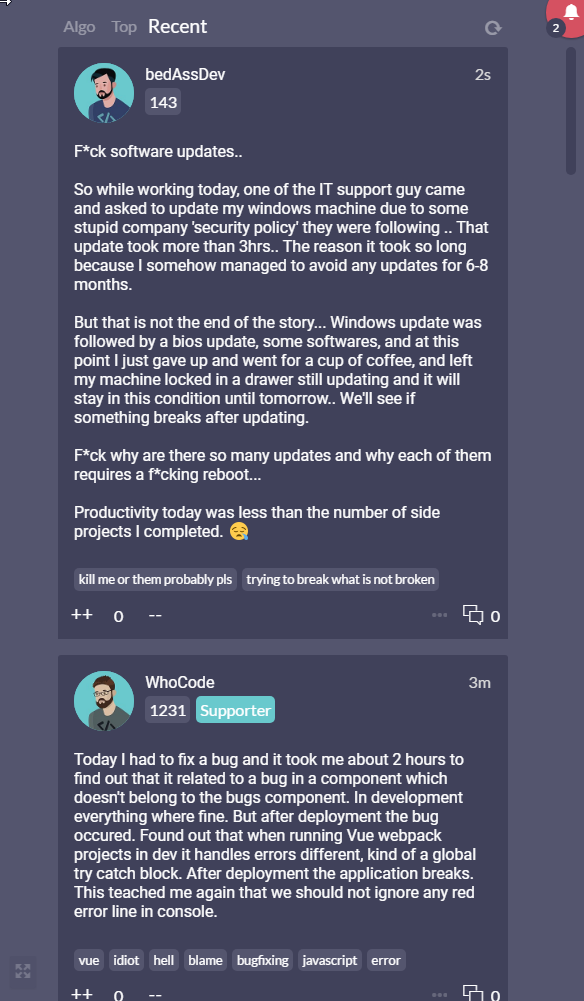 Algo Top Recent
2
bedAssDev 2s
143
F*ck software updates..
So while working today, one of the IT support guy came
and asked to update my windows machine due to some
stupid company 'security policy' they were following .. That
update took more than 3hrs.. The reason it took so long
because I somehow managed to avoid any updates for 6-8
months.
But that is not the end of the story... Windows update was
followed by a bios update, some softwares, and at this
point I just gave up and went for a cup of coffee, and left
my machine locked in a drawer still updating and it will
stay in this condition until tomorrow.. We'll see if
something breaks after updating.
F*ck why are there so many updates and why each of them
requires a f*cking reboot...
Productivity today was less than the number of side
projects I completed. 😪
kill me or them probably pls trying to break what is not broken
++ 0 -- 0
WhoCode 3m
1231 Supporter
Today I had to fix a bug and it took me about 2 hours to
find out that it related to a bug in a component which
doesn't belong to the bugs component. In development
everything where fine. But after deployment the bug
occured. Found out that when running Vue webpack
projects in dev it handles errors different, kind of a global
try catch block. After deployment the application breaks.
This teached me again that we should not ignore any red
error line in console.
vue idiot hell blame bugfixing javascript error
++ 0 -- 0